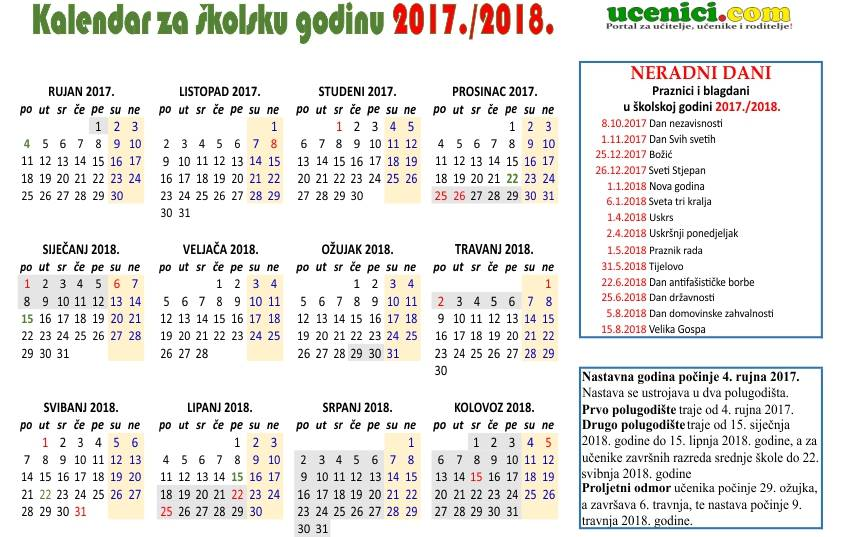 Kalendar za školsku godinu 2017./2018.
ucenici.com
Portal za učitelje, učenike i roditelje!
RUJAN 2017.
po ut sr če pe su ne
1 2 3
4 5 6 7 8 9 10
11 12 13 14 15 16 17
18 19 20 21 22 23 24
25 26 27 28 29 30
LISTOPAD 2017.
po ut sr če pe su ne
1
2 3 4 5 6 7 8
9 10 11 12 13 14 15
16 17 18 19 20 21 22
23 24 25 26 27 28 29
30 31
STUDENI 2017.
po ut sr če pe su ne
1 2 3 4 5
6 7 8 9 10 11 12
13 14 15 16 17 18 19
20 21 22 23 24 25 26
27 28 29 30
PROSINAC 2017.
po ut sr če pe su ne
1 2 3
4 5 6 7 8 9 10
11 12 13 14 15 16 17
18 19 20 21 22 23 24
25 26 27 28 29 30 31
SIJEČANJ 2018.
po ut sr če pe su ne
1 2 3 4 5 6 7
8 9 10 11 12 13 14
15 16 17 18 19 20 21
22 23 24 25 26 27 28
29 30 31
VELJAČA 2018.
po ut sr če pe su ne
1 2 3 4
5 6 7 8 9 10 11
12 13 14 15 16 17 18
19 20 21 22 23 24 25
26 27 28
OŽUJAK 2018.
po ut sr če pe su ne
1 2 3 4
5 6 7 8 9 10 11
12 13 14 15 16 17 18
19 20 21 22 23 24 25
26 27 28 29 30 31
TRAVANJ 2018.
po ut sr če pe su ne
1
2 3 4 5 6 7 8
9 10 11 12 13 14 15
16 17 18 19 20 21 22
23 24 25 26 27 28 29
30
SVIBANJ 2018.
po ut sr če pe su ne
1 2 3 4 5 6
7 8 9 10 11 12 13
14 15 16 17 18 19 20
21 22 23 24 25 26 27
28 29 30 31
LIPANJ 2018.
po ut sr če pe su ne
1 2 3
4 5 6 7 8 9 10
11 12 13 14 15 16 17
18 19 20 21 22 23 24
25 26 27 28 29 30
SRPANJ 2018.
po ut sr če pe su ne
1
2 3 4 5 6 7 8
9 10 11 12 13 14 15
16 17 18 19 20 21 22
23 24 25 26 27 28 29
30 31
KOLOVOZ 2018.
po ut sr če pe su ne
1 2 3 4 5
6 7 8 9 10 11 12
13 14 15 16 17 18 19
20 21 22 23 24 25 26
27 28 29 30 31
NERADNI DANI
Praznici i blagdani
u školskoj godini 2017./2018.
8.10.2017 Dan nezavisnosti
1.11.2017 Dan Svih svetih
25.12.2017 Božić
26.12.2017 Sveti Stjepan
1.1.2018 Nova godina
6.1.2018 Sveta tri kralja
1.4.2018 Uskrs
2.4.2018 Uskršnji ponedjeljak
1.5.2018 Praznik rada
31.5.2018 Tijelovo
22.6.2018 Dan antifašističke borbe
25.6.2018 Dan državnosti
5.8.2018 Dan domovinske zahvalnosti
15.8.2018 Velika Gospa
Nastavna godina počinje 4. rujna 2017.
Nastava se ustrojava u dva polugodišta.
Prvo polugodište traje od 4. rujna 2017.
Drugo polugodište traje od 15. siječnja
2018. godine do 15. lipnja 2018. godine, a za
učenike završnih razreda srednje škole do 22.
svibnja 2018. godine
Proljetni odmor učenika počinje 29. ožujka,
a završava 6. travnja, te nastava počinje 9.
travnja 2018. godine.